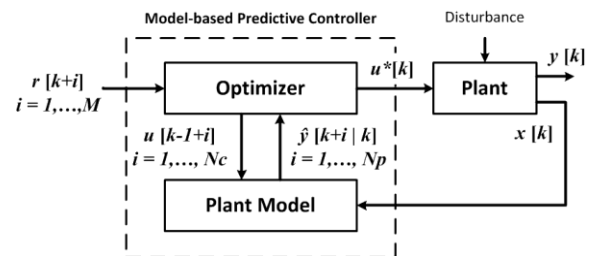 Model-based Predictive Controller
Disturbance
r [k+i]
i = 1,...,M
Optimizer
u*[k]
Plant
y [k]
x [k]
u [k-1+i]
i = 1,..., Nc
ŷ [k+i | k]
i = 1,..., Np
Plant Model